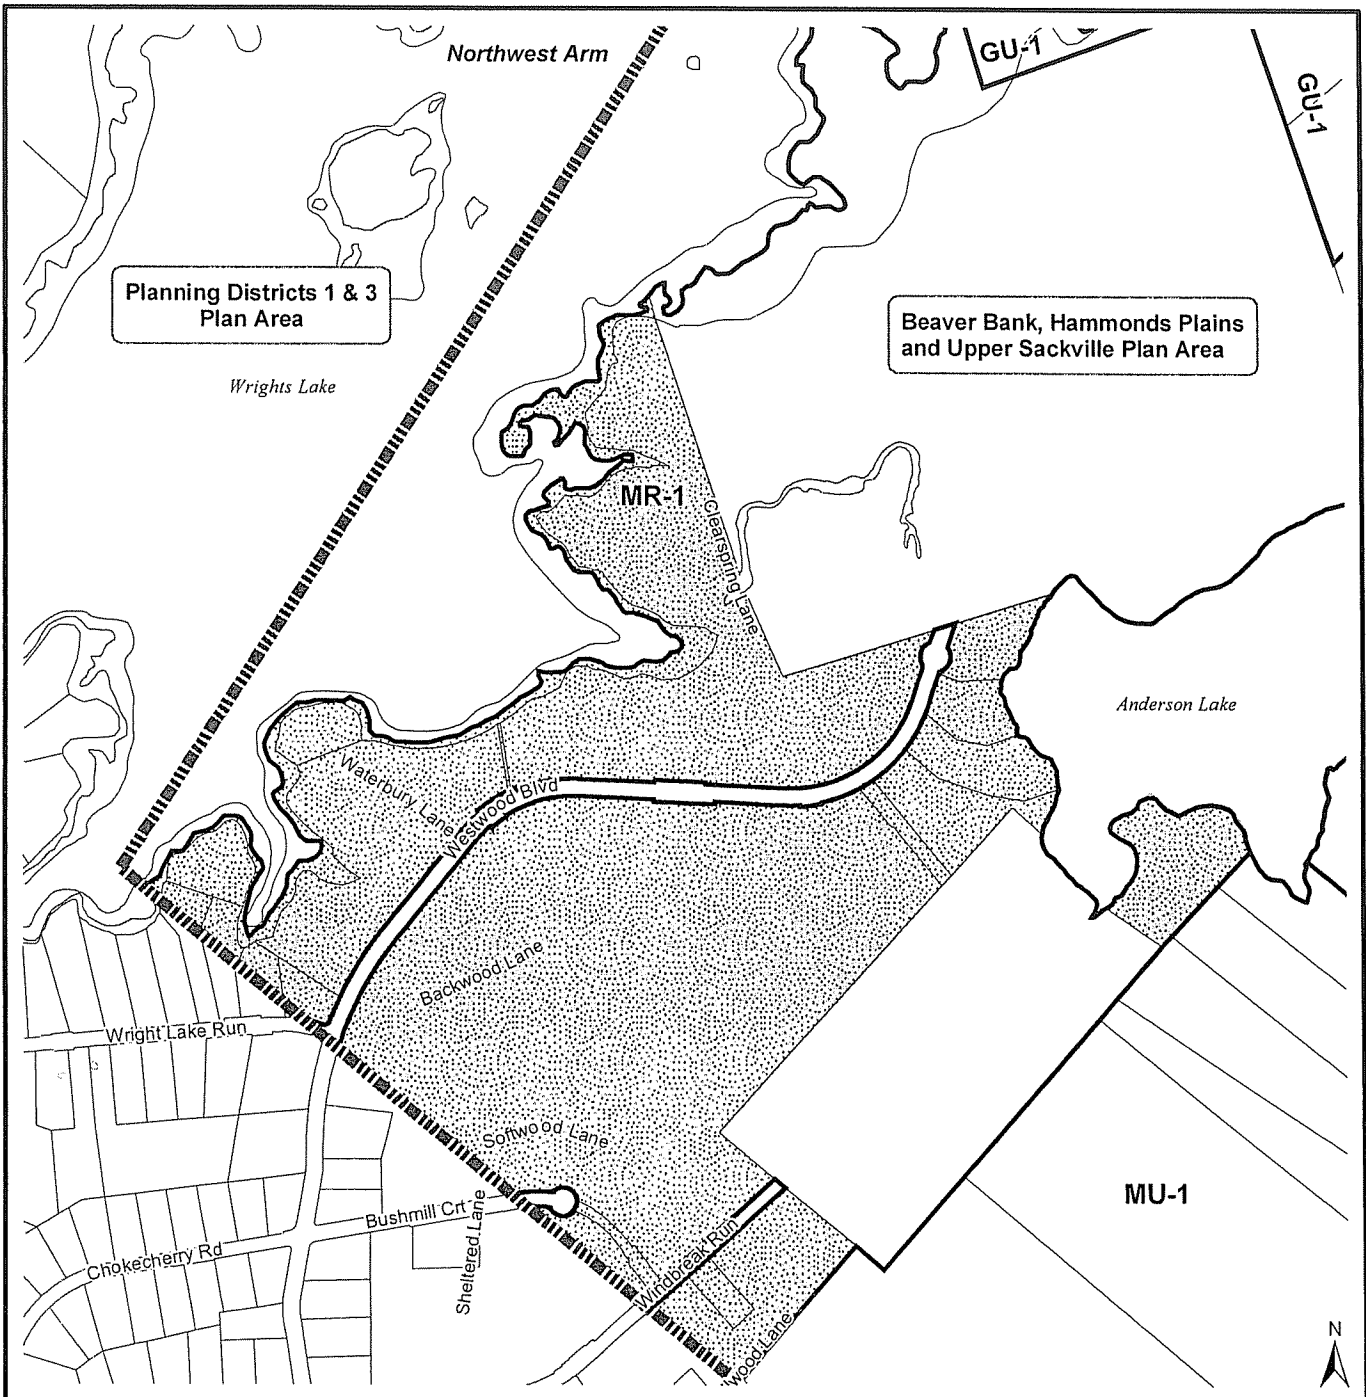 Northwest Arm
GU-1
GU-1
Planning Districts 1 & 3
Plan Area
Beaver Bank, Hammonds Plains
and Upper Sackville Plan Area
Wrights Lake
MR-1
Clearspring Lane
Anderson Lake
Waterbury Lane
Westwood Blvd
Backwood Lane
Wright Lake Run
Softwood Lane
Bushmill Crt
Sheltered Lane
MU-1
Chokecherry Rd
Windbreak Run
Lane
N